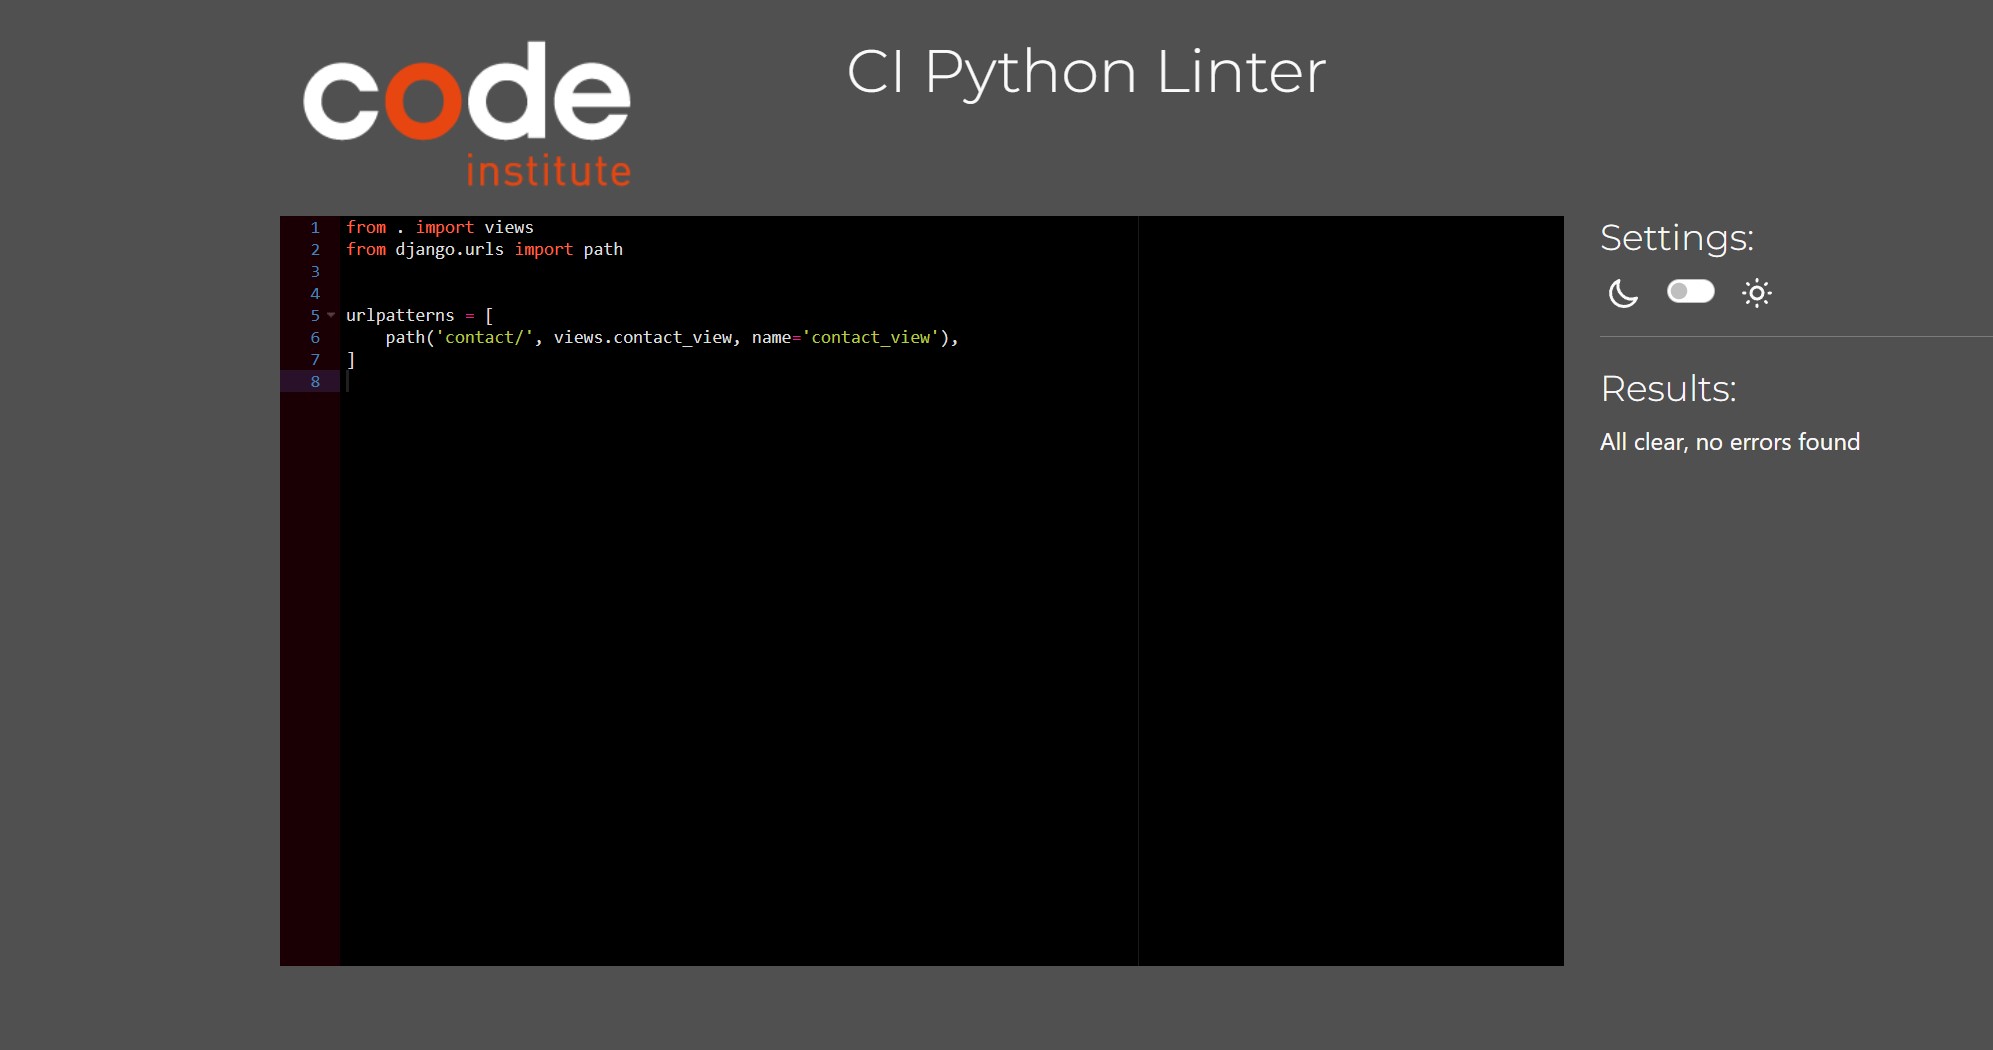 code
institute
CI Python Linter
1 from . import views
2 from django.urls import path
3
4
5 urlpatterns = [
6     path('contact/', views.contact_view, name='contact_view'),
7 ]
8
Settings:
Results:
All clear, no errors found